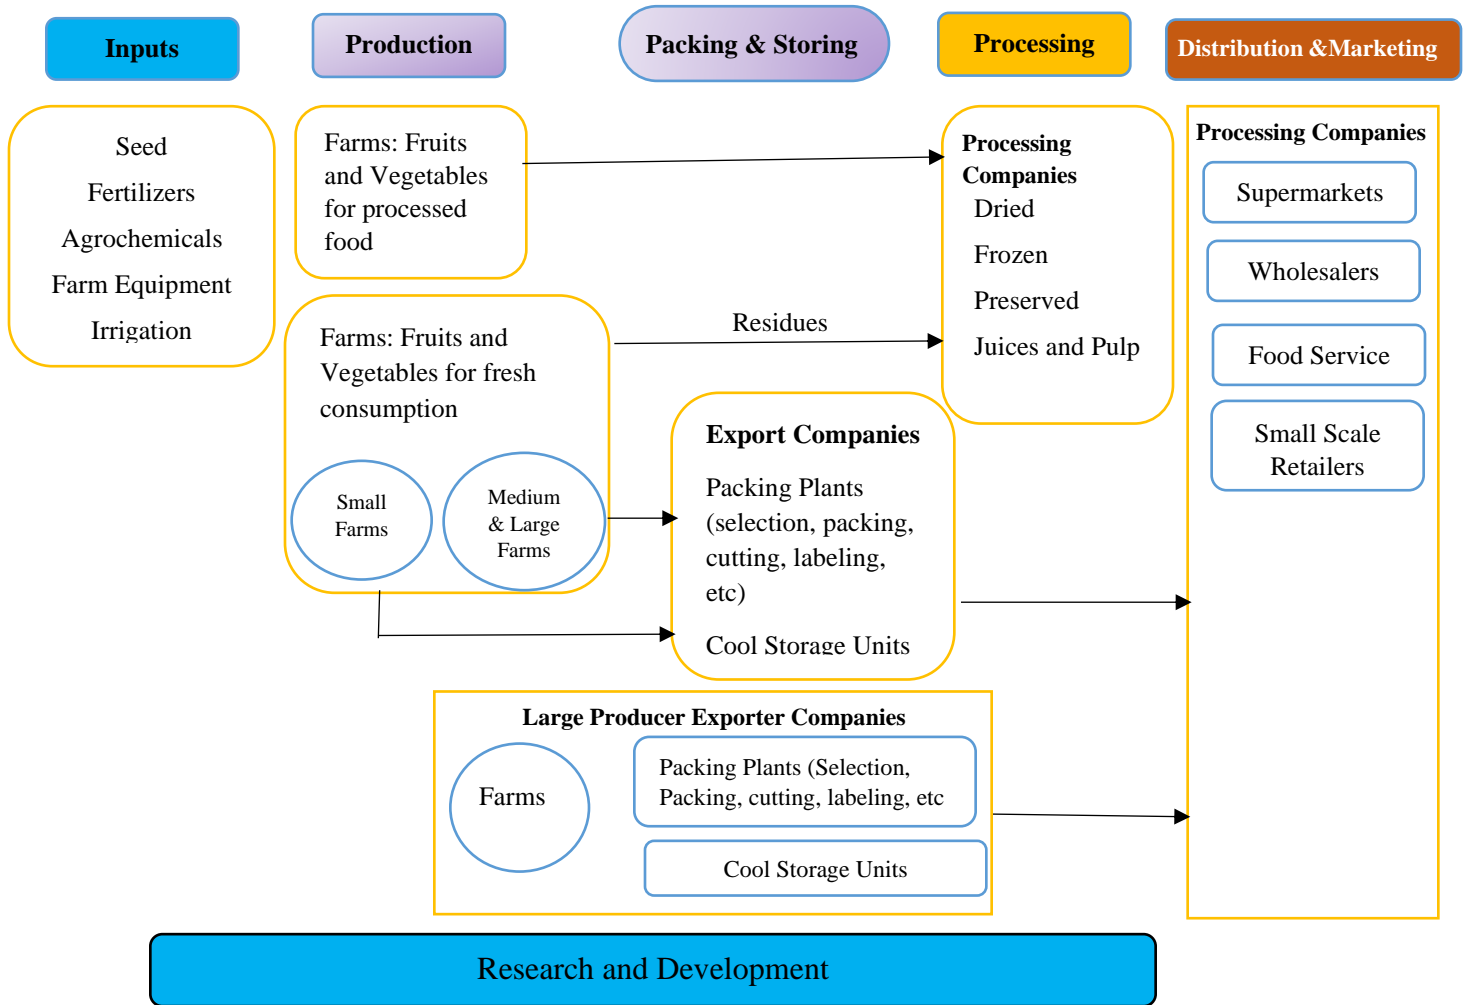 Inputs
Production
Packing & Storing
Processing
Distribution &Marketing
Seed
Fertilizers
Agrochemicals
Farm Equipment
Irrigation
Farms: Fruits
and Vegetables
for processed
food
Farms: Fruits and
Vegetables for fresh
consumption
Small
Farms
Medium
& Large
Farms
Residues
Export Companies
Packing Plants
(selection, packing,
cutting, labeling,
etc)
Cool Storage Units
Processing
Companies
Dried
Frozen
Preserved
Juices and Pulp
Processing Companies
Supermarkets
Wholesalers
Food Service
Small Scale
Retailers
Large Producer Exporter Companies
Farms
Packing Plants (Selection,
Packing, cutting, labeling, etc
Cool Storage Units
Research and Development